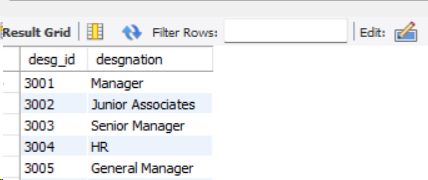 Result Grid Filter Rows: Edit:
desg_id desgnation
3001 Manager
3002 Junior Associates
3003 Senior Manager
3004 HR
3005 General Manager